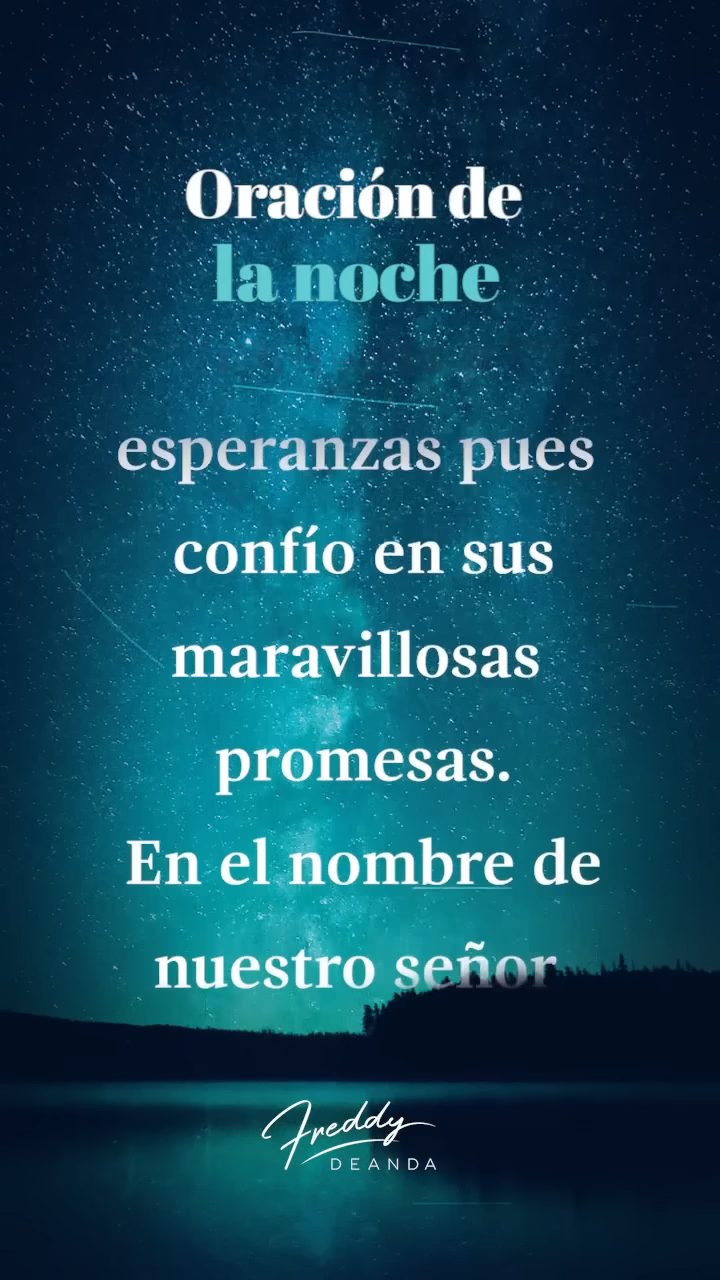 Oración de
la noche
esperanzas pues
confío en sus
maravillosas
promesas.
En el nombre de
nuestro señor
Freddy
DEANDA